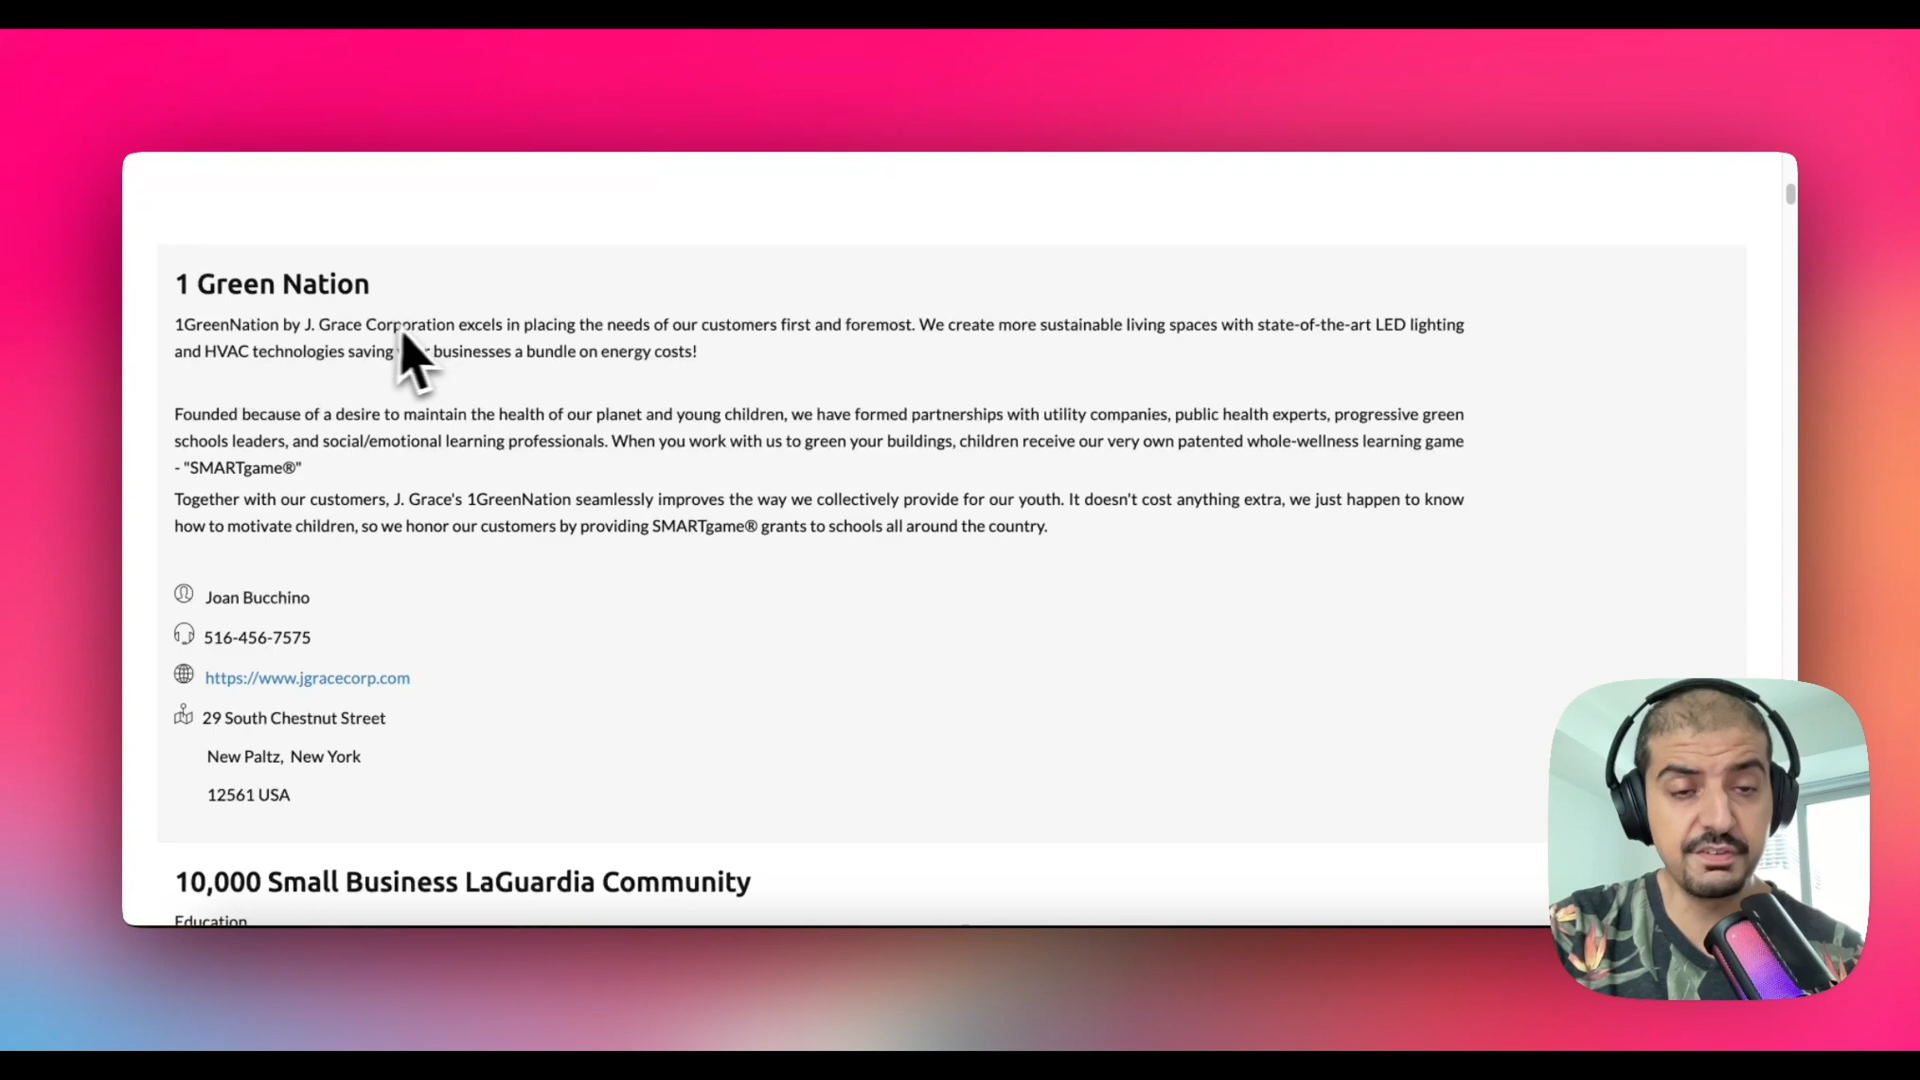 1 Green Nation
1GreenNation by J. Grace Corporation excels in placing the needs of our customers first and foremost. We create more sustainable living spaces with state-of-the-art LED lighting
and HVAC technologies saving businesses a bundle on energy costs!
Founded because of a desire to maintain the health of our planet and young children, we have formed partnerships with utility companies, public health experts, progressive green
schools leaders, and social/emotional learning professionals. When you work with us to green your buildings, children receive our very own patented whole-wellness learning game
- "SMARTgame®"
Together with our customers, J. Grace's 1GreenNation seamlessly improves the way we collectively provide for our youth. It doesn't cost anything extra, we just happen to know
how to motivate children, so we honor our customers by providing SMARTgame® grants to schools all around the country.
Joan Bucchino
516-456-7575
https://www.jgracecorp.com
29 South Chestnut Street
New Paltz, New York
12561 USA
10,000 Small Business LaGuardia Community
Education